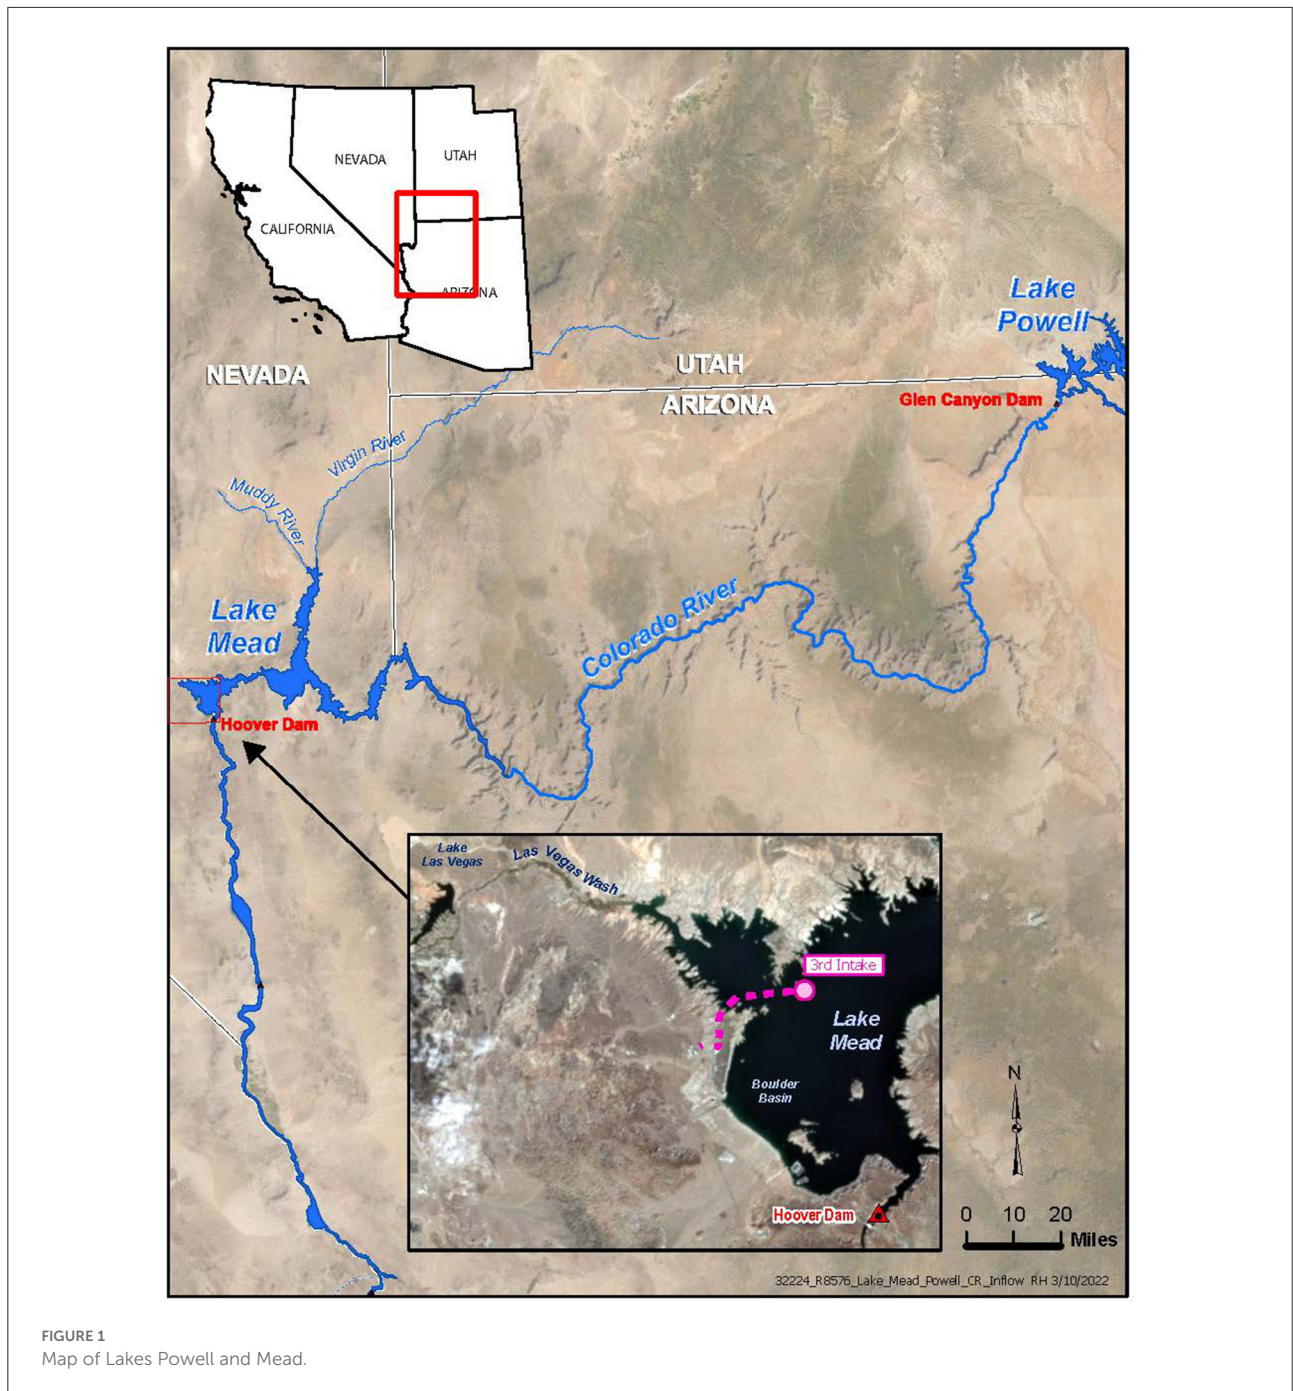 NEVADA
UTAH
CALIFORNIA
ARIZONA
Lake
Powell
NEVADA
UTAH
ARIZONA
Glen Canyon Dam
Virgin River
Muddy River
Lake
Mead
Colorado River
Hoover Dam
Lake
Las Vegas
Las Vegas Wash
3rd Intake
Lake
Mead
Boulder
Basin
Hoover Dam
N
0 10 20
Miles
32224_R8576_Lake_Mead_Powell_CR_Inflow RH 3/10/2022
FIGURE 1
Map of Lakes Powell and Mead.